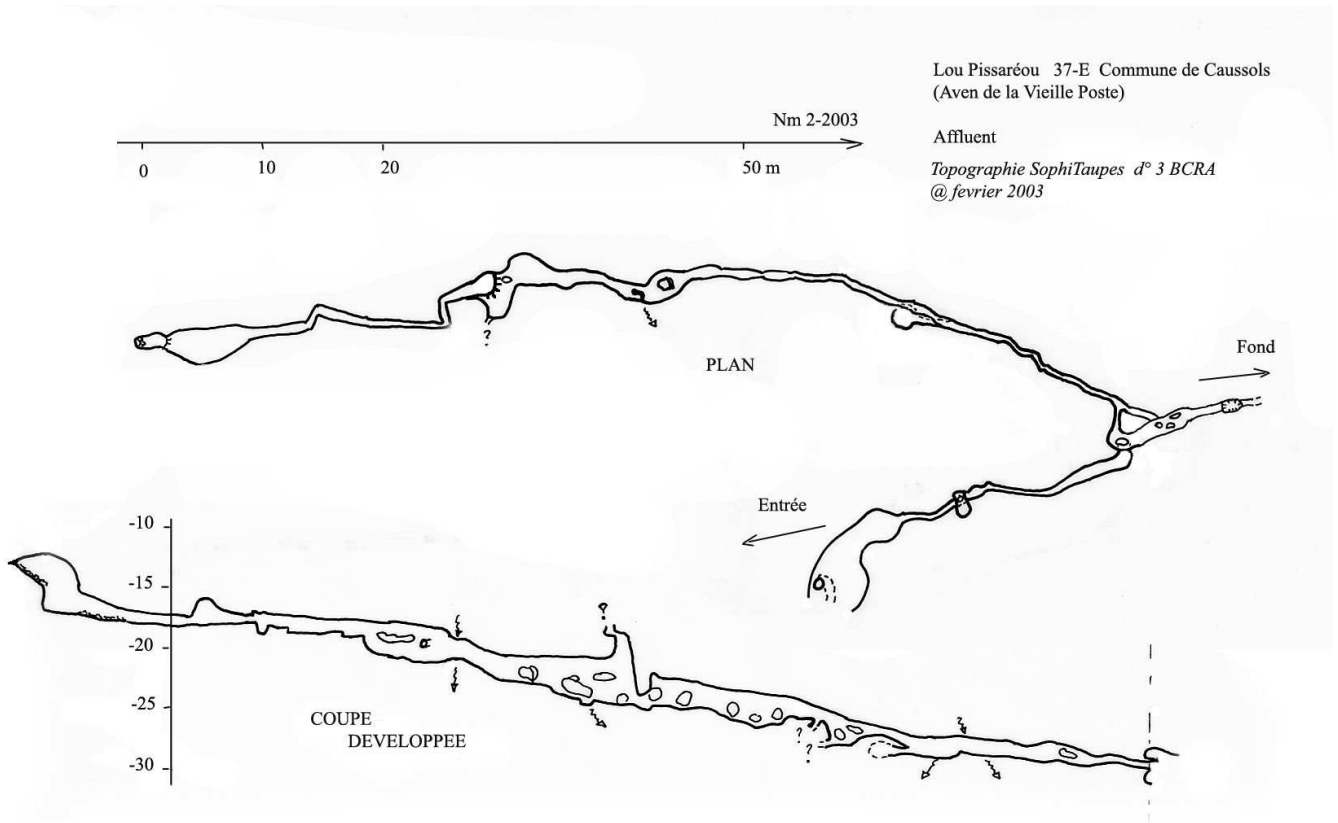 Lou Pissaréou 37-E Commune de Caussols
(Aven de la Vieille Poste)
Nm 2-2003
Affluent
0 10 20 50 m
Topographie SophiTaupes d° 3 BCRA
@ fevrier 2003
?
PLAN
Fond
Entrée
-10
-15
-20
-25
-30
?
? ?
?
?
COUPE
DEVELOPPEE